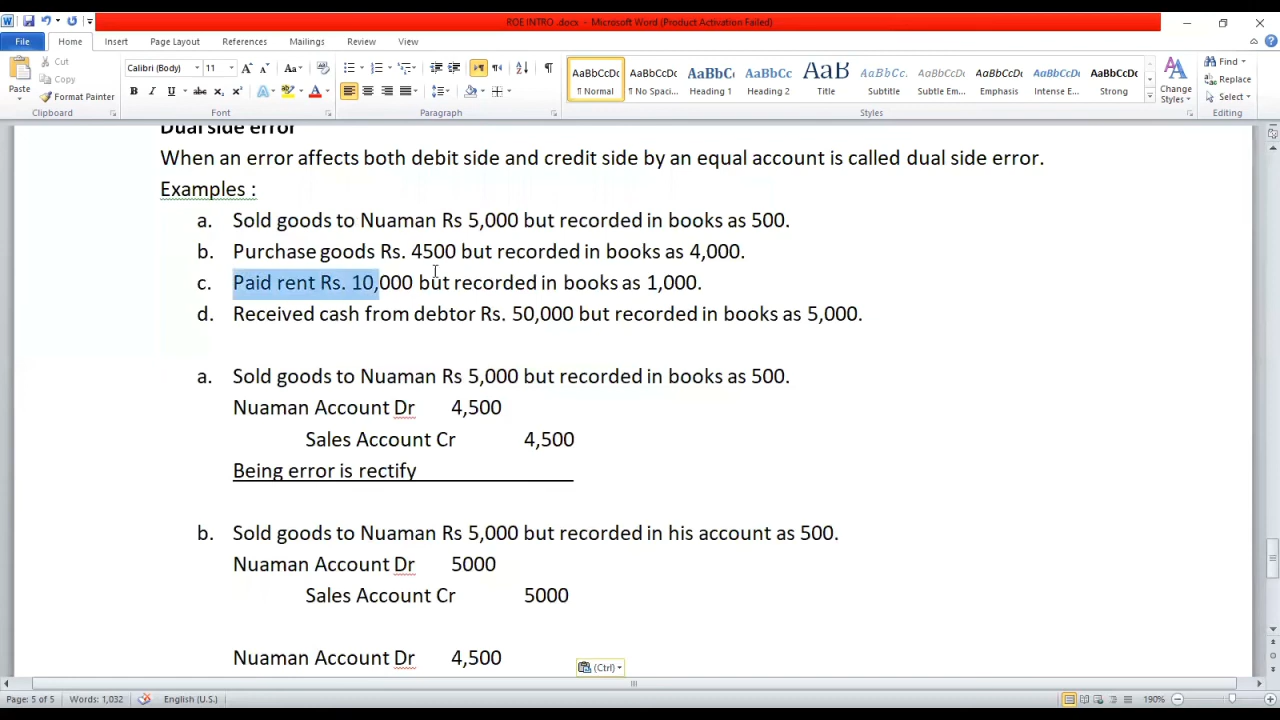 ROE INTRO .docx - Microsoft Word (Product Activation Failed)
File Home Insert Page Layout References Mailings Review View
Paste
Cut
Copy
Format Painter
Clipboard
Calibri (Body) 11
Font
Paragraph
AaBbCcDc AaBbCcDc AaBbC( AaBbCc AaB AaBbCc. AaBbCcDc AaBbCcDc AaBbCcDc AaBbCcDc
¶ Normal ¶ No Spaci... Heading 1 Heading 2 Title Subtitle Subtle Em... Emphasis Intense E... Strong
Change Styles
Styles
Find
Replace
Select
Editing
Dual side error
When an error affects both debit side and credit side by an equal account is called dual side error.
Examples :
a. Sold goods to Nuaman Rs 5,000 but recorded in books as 500.
b. Purchase goods Rs. 4500 but recorded in books as 4,000.
c. Paid rent Rs. 10,000 but recorded in books as 1,000.
d. Received cash from debtor Rs. 50,000 but recorded in books as 5,000.
a. Sold goods to Nuaman Rs 5,000 but recorded in books as 500.
Nuaman Account Dr 4,500
Sales Account Cr 4,500
Being error is rectify
b. Sold goods to Nuaman Rs 5,000 but recorded in his account as 500.
Nuaman Account Dr 5000
Sales Account Cr 5000
Nuaman Account Dr 4,500
(Ctrl)
Page: 5 of 5 Words: 1,032 English (U.S.) 190%